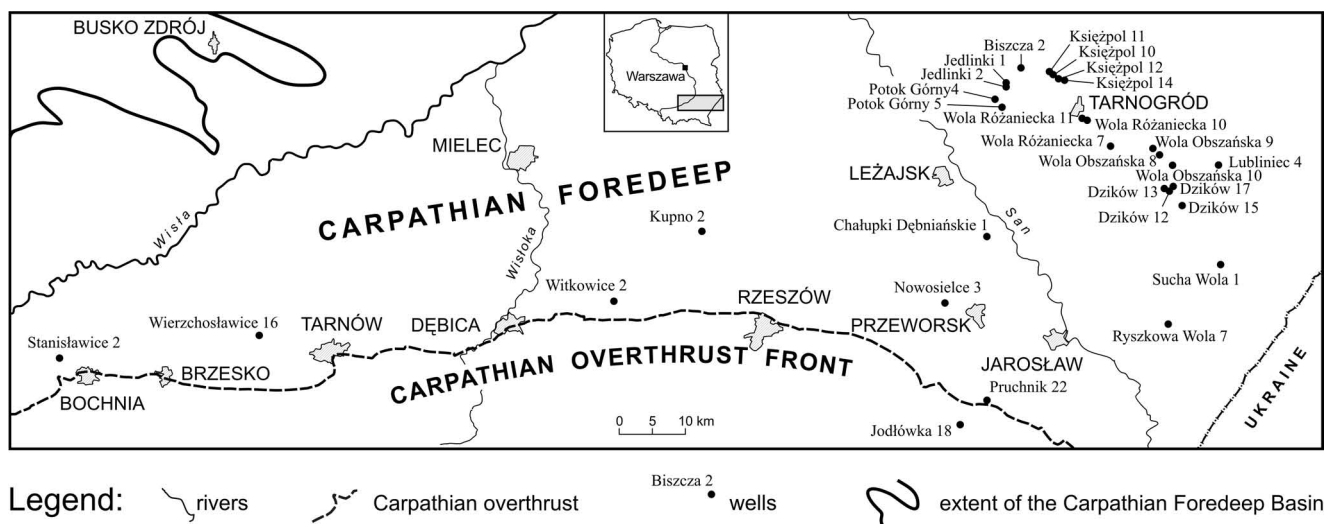 BUSKO ZDRÓJ
Warszawa
Biszcza 2
Księżpol 11
Księżpol 10
Księżpol 12
Księżpol 14
Jedlinki 1
Jedlinki 2
Potok Górny4
Potok Górny 5
TARNOGRÓD
Wola Różaniecka 11
Wola Różaniecka 10
Wola Różaniecka 7
Wola Obszańska 9
Wola Obszańska 8
Lubliniec 4
Wola Obszańska 10
Dzików 13
Dzików 17
Dzików 12
Dzików 15
MIELEC
LEŻAJSK
CARPATHIAN FOREDEEP
Wisła
Wisłoka
San
Kupno 2
Chałupki Dębniańskie 1
Sucha Wola 1
Witkowice 2
Nowosielce 3
RZESZÓW
PRZEWORSK
Ryszkowa Wola 7
Wierzchosławice 16
TARNÓW
DĘBICA
Stanisławice 2
BRZESKO
BOCHNIA
CARPATHIAN OVERTHRUST FRONT
JAROSŁAW
Pruchnik 22
Jodłówka 18
UKRAINE
0 5 10 km
Legend:
rivers
Carpathian overthrust
Biszcza 2
wells
extent of the Carpathian Foredeep Basin